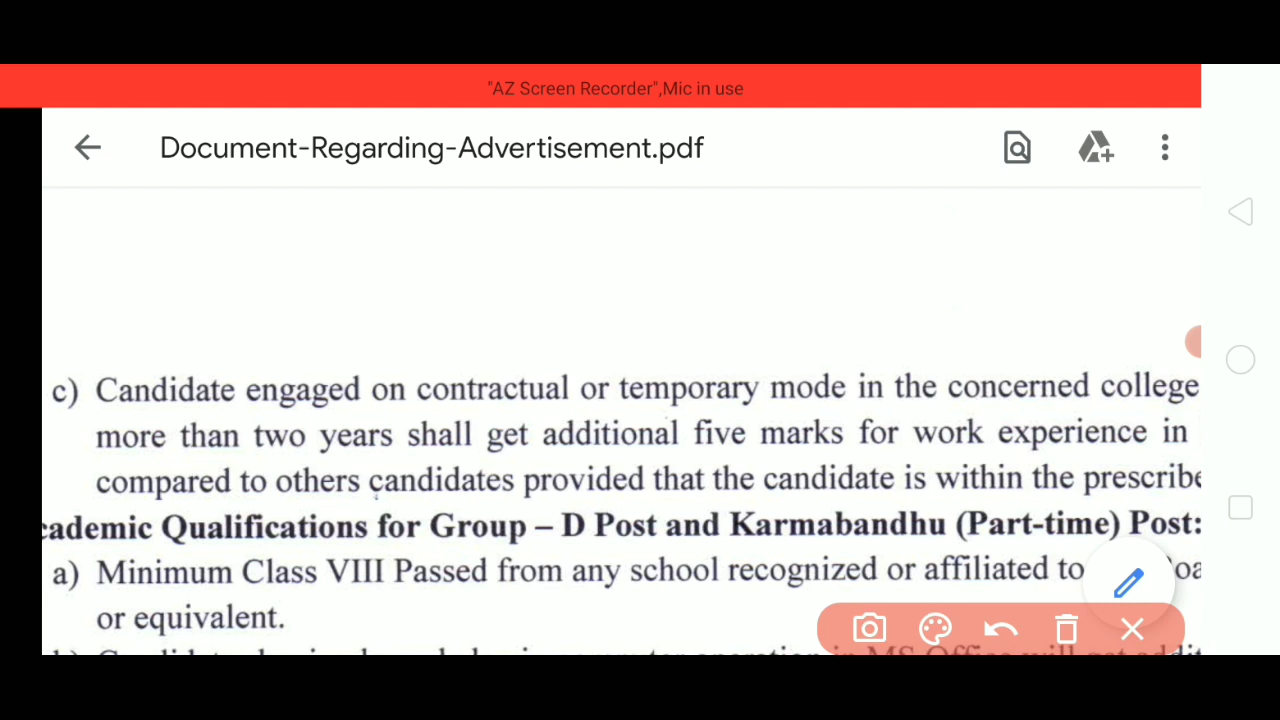 "AZ Screen Recorder",Mic in use
Document-Regarding-Advertisement.pdf
c) Candidate engaged on contractual or temporary mode in the concerned college
more than two years shall get additional five marks for work experience in
compared to others candidates provided that the candidate is within the prescribe
cademic Qualifications for Group – D Post and Karmabandhu (Part-time) Post:
a) Minimum Class VIII Passed from any school recognized or affiliated to
or equivalent.